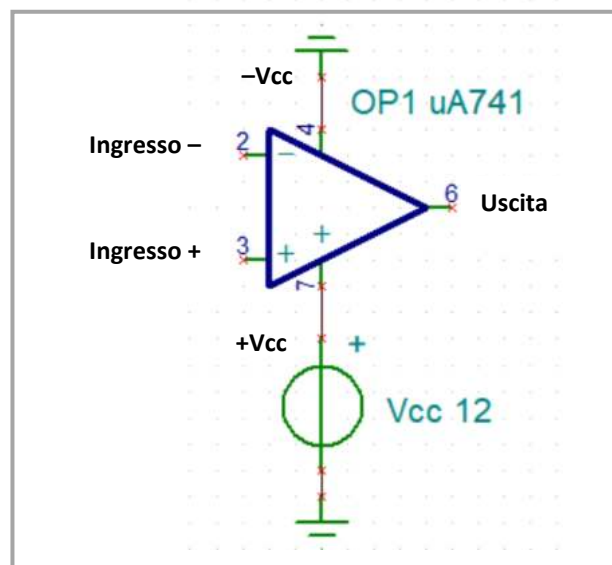 –Vcc
OP1 uA741
4
Ingresso –
2
–
6
Uscita
Ingresso +
3
+ +
7
+Vcc
+
Vcc 12